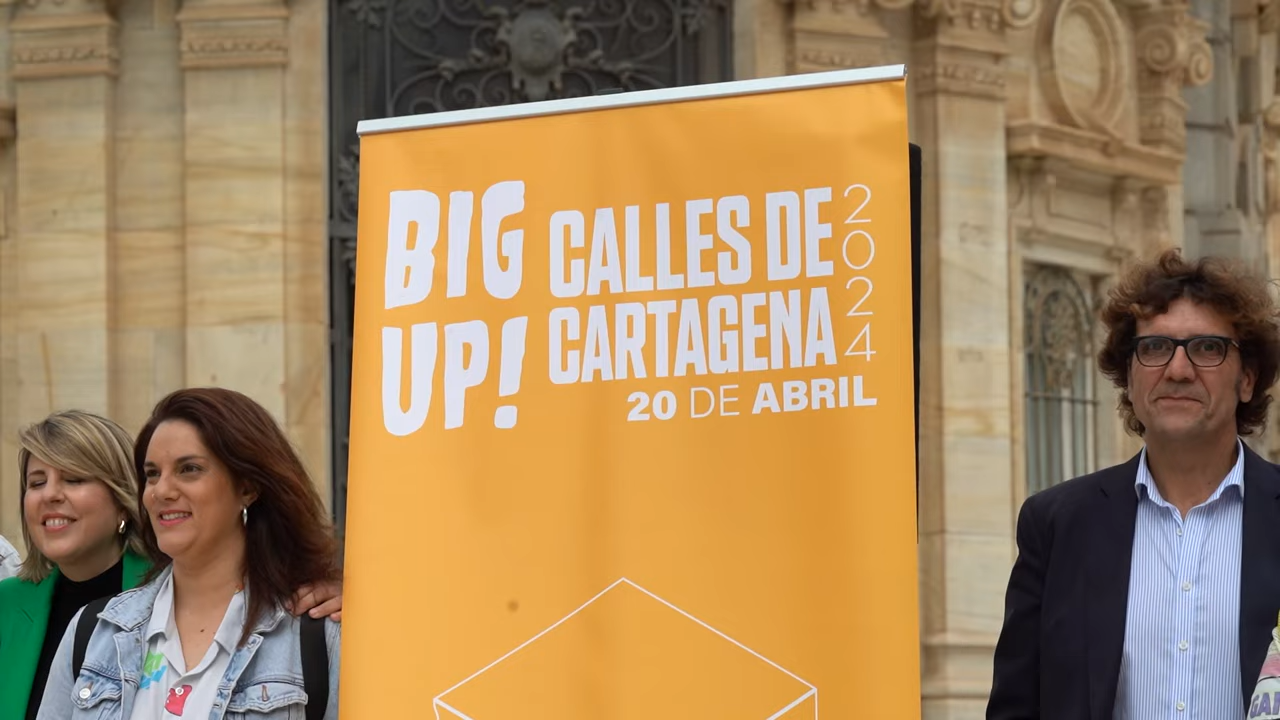 BIG
UP!
CALLES DE
CARTAGENA
2024
20 DE ABRIL